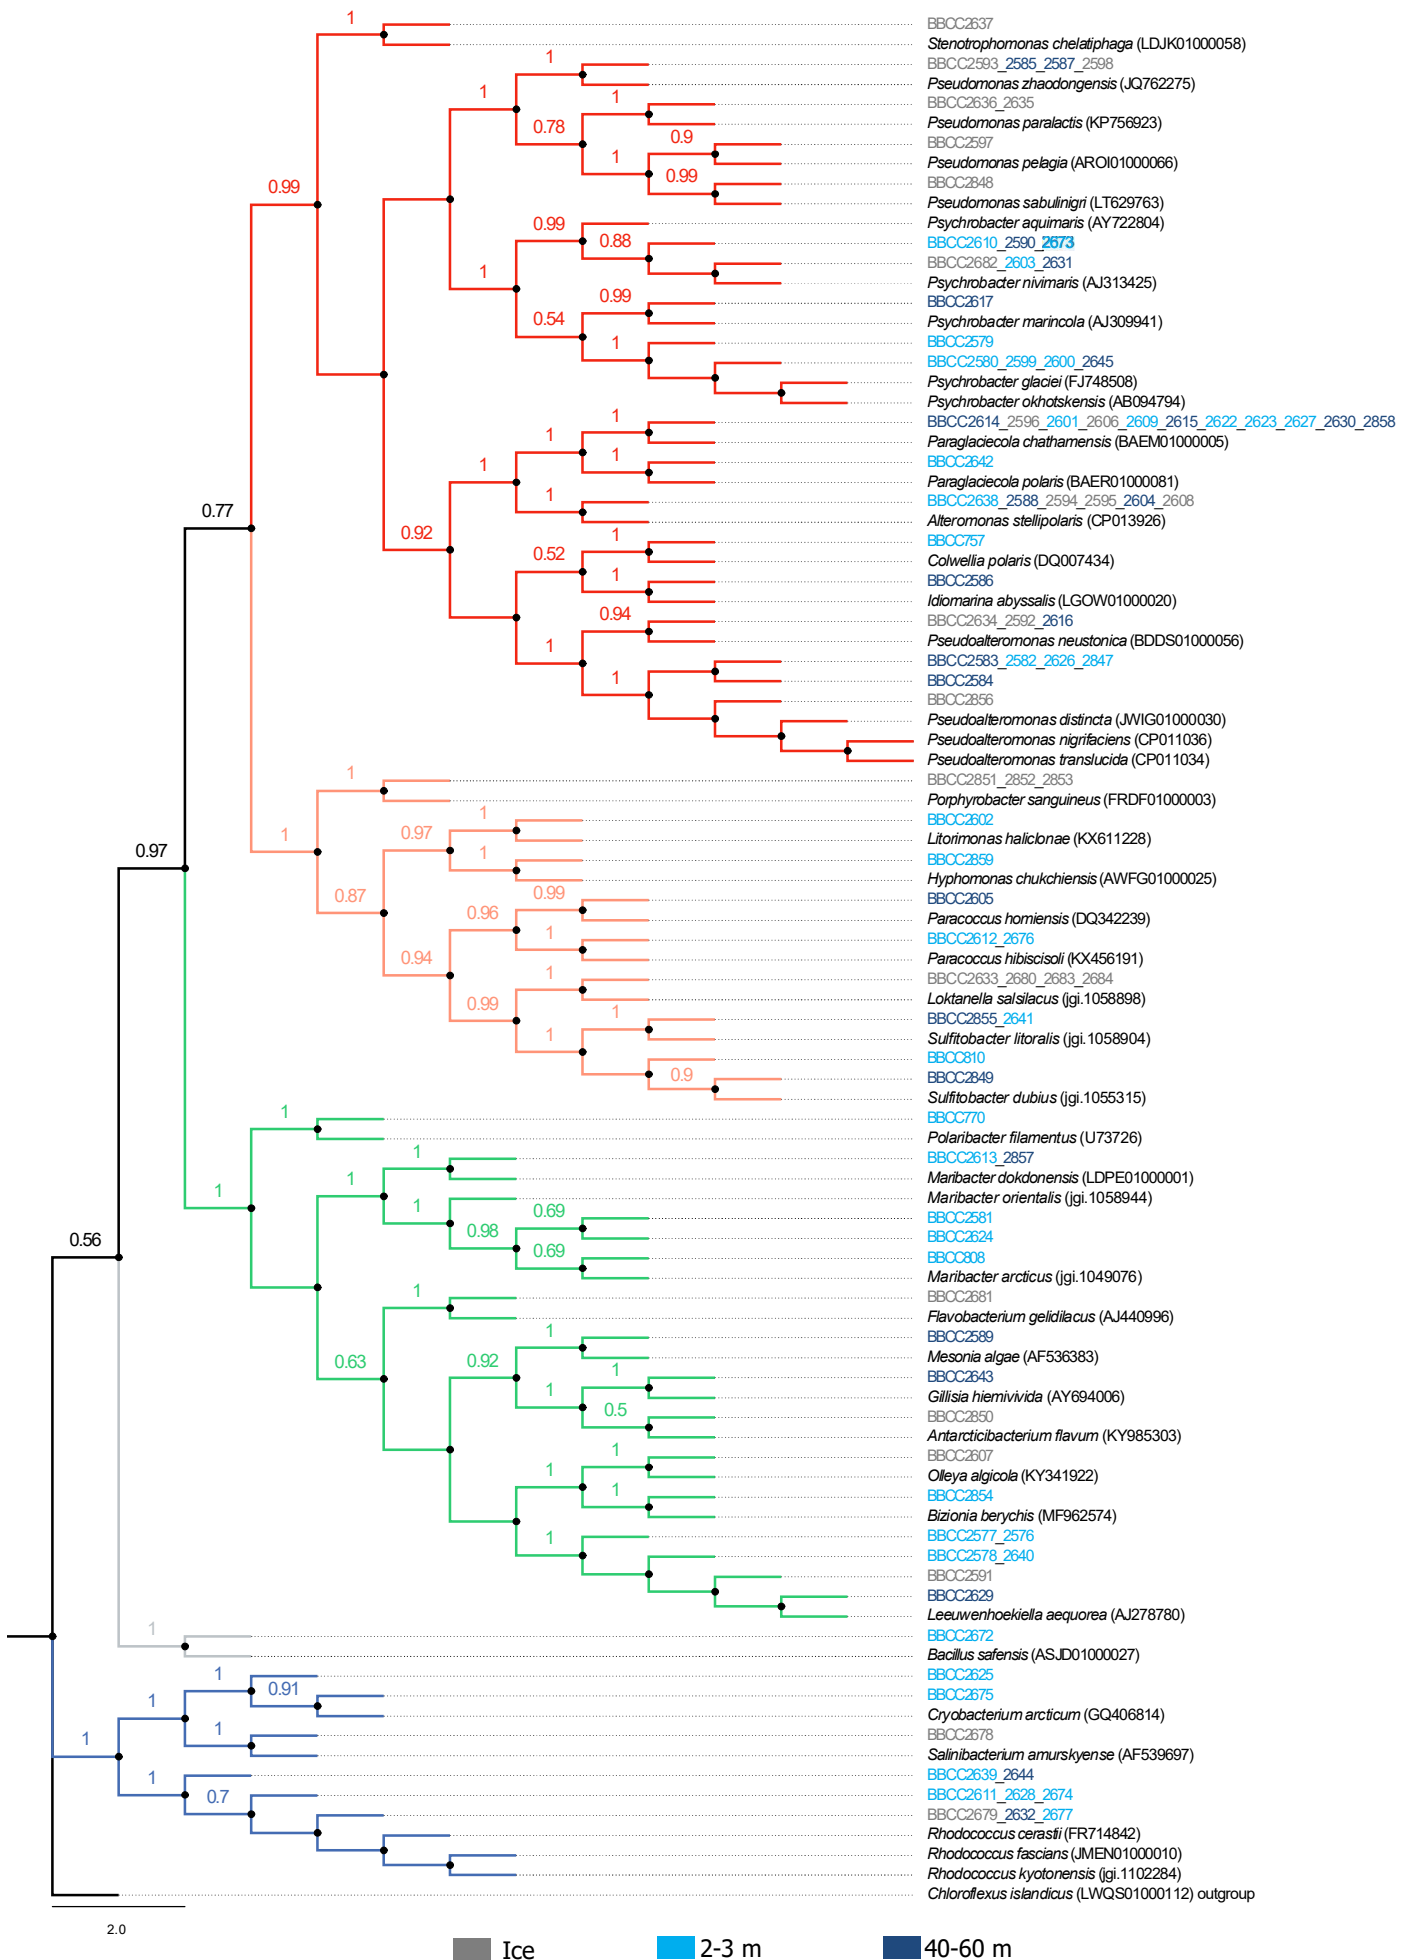 1
BBCC2637
Stenotrophomonas chelatiphaga (LDJK01000058)
1
BBCC2593_2585_2587_2598
Pseudomonas zhaodongensis (JQ762275)
1
1
BBCC2636_2635
0.78
Pseudomonas paralactis (KP756923)
0.9
BBCC2597
1
Pseudomonas pelagia (AROI01000066)
0.99
0.99
BBCC2848
Pseudomonas sabulinigri (LT629763)
0.99
Psychrobacter aquimaris (AY722804)
0.88
BBCC2610_2590_2673
1
BBCC2682_2603_2631
Psychrobacter nivimaris (AJ313425)
0.99
BBCC2617
0.54
Psychrobacter marincola (AJ309941)
1
BBCC2579
BBCC2580_2599_2600_2645
Psychrobacter glaciei (FJ748508)
Psychrobacter okhotskensis (AB094794)
1
BBCC2614_2596_2601_2606_2609_2615_2622_2623_2627_2630_2858
1
Paraglaciecola chathamensis (BAEM01000005)
1
1
BBCC2642
Paraglaciecola polaris (BAER01000081)
1
BBCC2638_2588_2594_2595_2604_2608
0.77
Alteromonas stellipolaris (CP013926)
0.92
1
BBCC757
0.52
Colwellia polaris (DQ007434)
1
BBCC2586
Idiomarina abyssalis (LGOW01000020)
0.94
BBCC2634_2592_2616
1
Pseudoalteromonas neustonica (BDDS01000056)
BBCC2583_2582_2626_2847
1
BBCC2584
BBCC2856
Pseudoalteromonas distincta (JWIG01000030)
Pseudoalteromonas nigrifaciens (CP011036)
Pseudoalteromonas translucida (CP011034)
1
BBCC2851_2852_2853
Porphyrobacter sanguineus (FRDF01000003)
1
BBCC2602
1
0.97
Litorimonas haliclonae (KX611228)
0.97
1
BBCC2859
Hyphomonas chukchiensis (AWFG01000025)
0.87
0.99
BBCC2605
0.96
Paracoccus homiensis (DQ342239)
1
BBCC2612_2676
0.94
Paracoccus hibiscisoli (KX456191)
1
BBCC2633_2680_2683_2684
0.99
Loktanella salsilacus (jgi.1058898)
1
BBCC2855_2641
1
Sulfitobacter litoralis (jgi.1058904)
BBCC810
0.9
BBCC2849
Sulfitobacter dubius (jgi.1055315)
1
BBCC770
Polaribacter filamentus (U73726)
1
BBCC2613_2857
1
1
Maribacter dokdonensis (LDPE01000001)
1
Maribacter orientalis (jgi.1058944)
0.69
BBCC2581
0.98
BBCC2624
0.56
0.69
BBCC808
Maribacter arcticus (jgi.1049076)
1
BBCC2681
Flavobacterium gelidilacus (AJ440996)
1
BBCC2589
0.63
0.92
Mesonia algae (AF536383)
1
BBCC2643
1
Gillisia hiemivivida (AY694006)
0.5
BBCC2850
Antarcticibacterium flavum (KY985303)
1
BBCC2607
1
Olleya algicola (KY341922)
1
BBCC2854
Bizionia berychis (MF962574)
1
BBCC2577_2576
BBCC2578_2640
BBCC2591
BBCC2629
Leeuwenhoekiella aequorea (AJ278780)
1
BBCC2672
Bacillus safensis (ASJD01000027)
1
BBCC2625
0.91
BBCC2675
1
Cryobacterium arcticum (GQ406814)
1
1
BBCC2678
Salinibacterium amurskyense (AF539697)
1
BBCC2639_2644
0.7
BBCC2611_2628_2674
BBCC2679_2632_2677
Rhodococcus cerastii (FR714842)
Rhodococcus fascians (JMEN01000010)
Rhodococcus kyotonensis (jgi.1102284)
Chloroflexus islandicus (LWQS01000112) outgroup
2.0
Ice
2-3 m
40-60 m